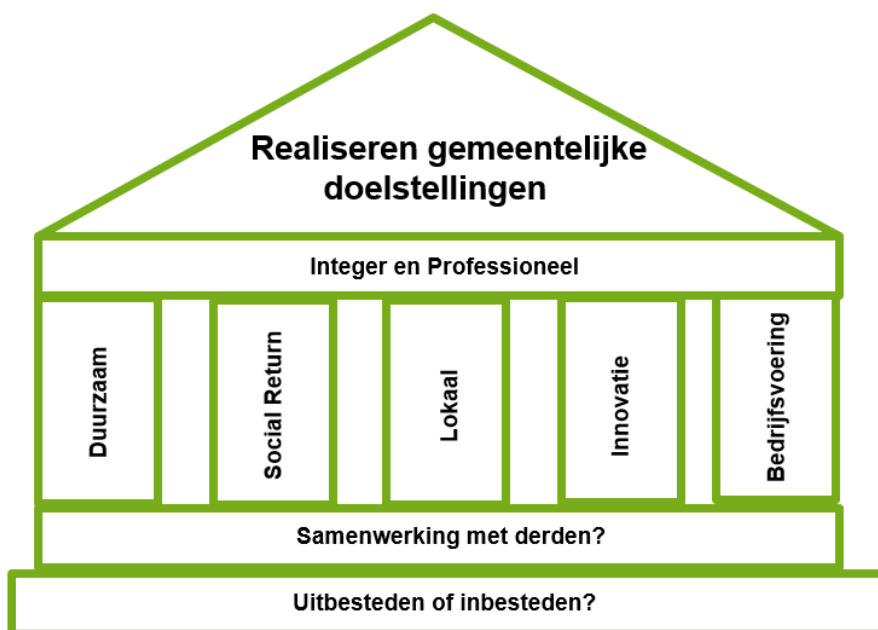 Realiseren gemeentelijke
doelstellingen
Integer en Professioneel
Duurzaam
Social Return
Lokaal
Innovatie
Bedrijfsvoering
Samenwerking met derden?
Uitbesteden of inbesteden?